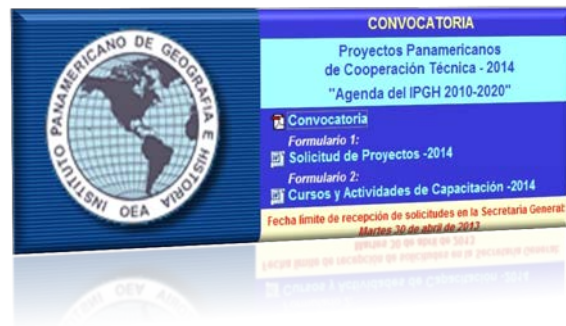 INSTITUTO PANAMERICANO DE GEOGRAFIA E HISTORIA
OEA
CONVOCATORIA
Proyectos Panamericanos
de Cooperación Técnica - 2014
"Agenda del IPGH 2010-2020"
Convocatoria
Formulario 1:
Solicitud de Proyectos -2014
Formulario 2:
Cursos y Actividades de Capacitación -2014
Fecha límite de recepción de solicitudes en la Secretaría General:
Martes 30 de abril de 2013